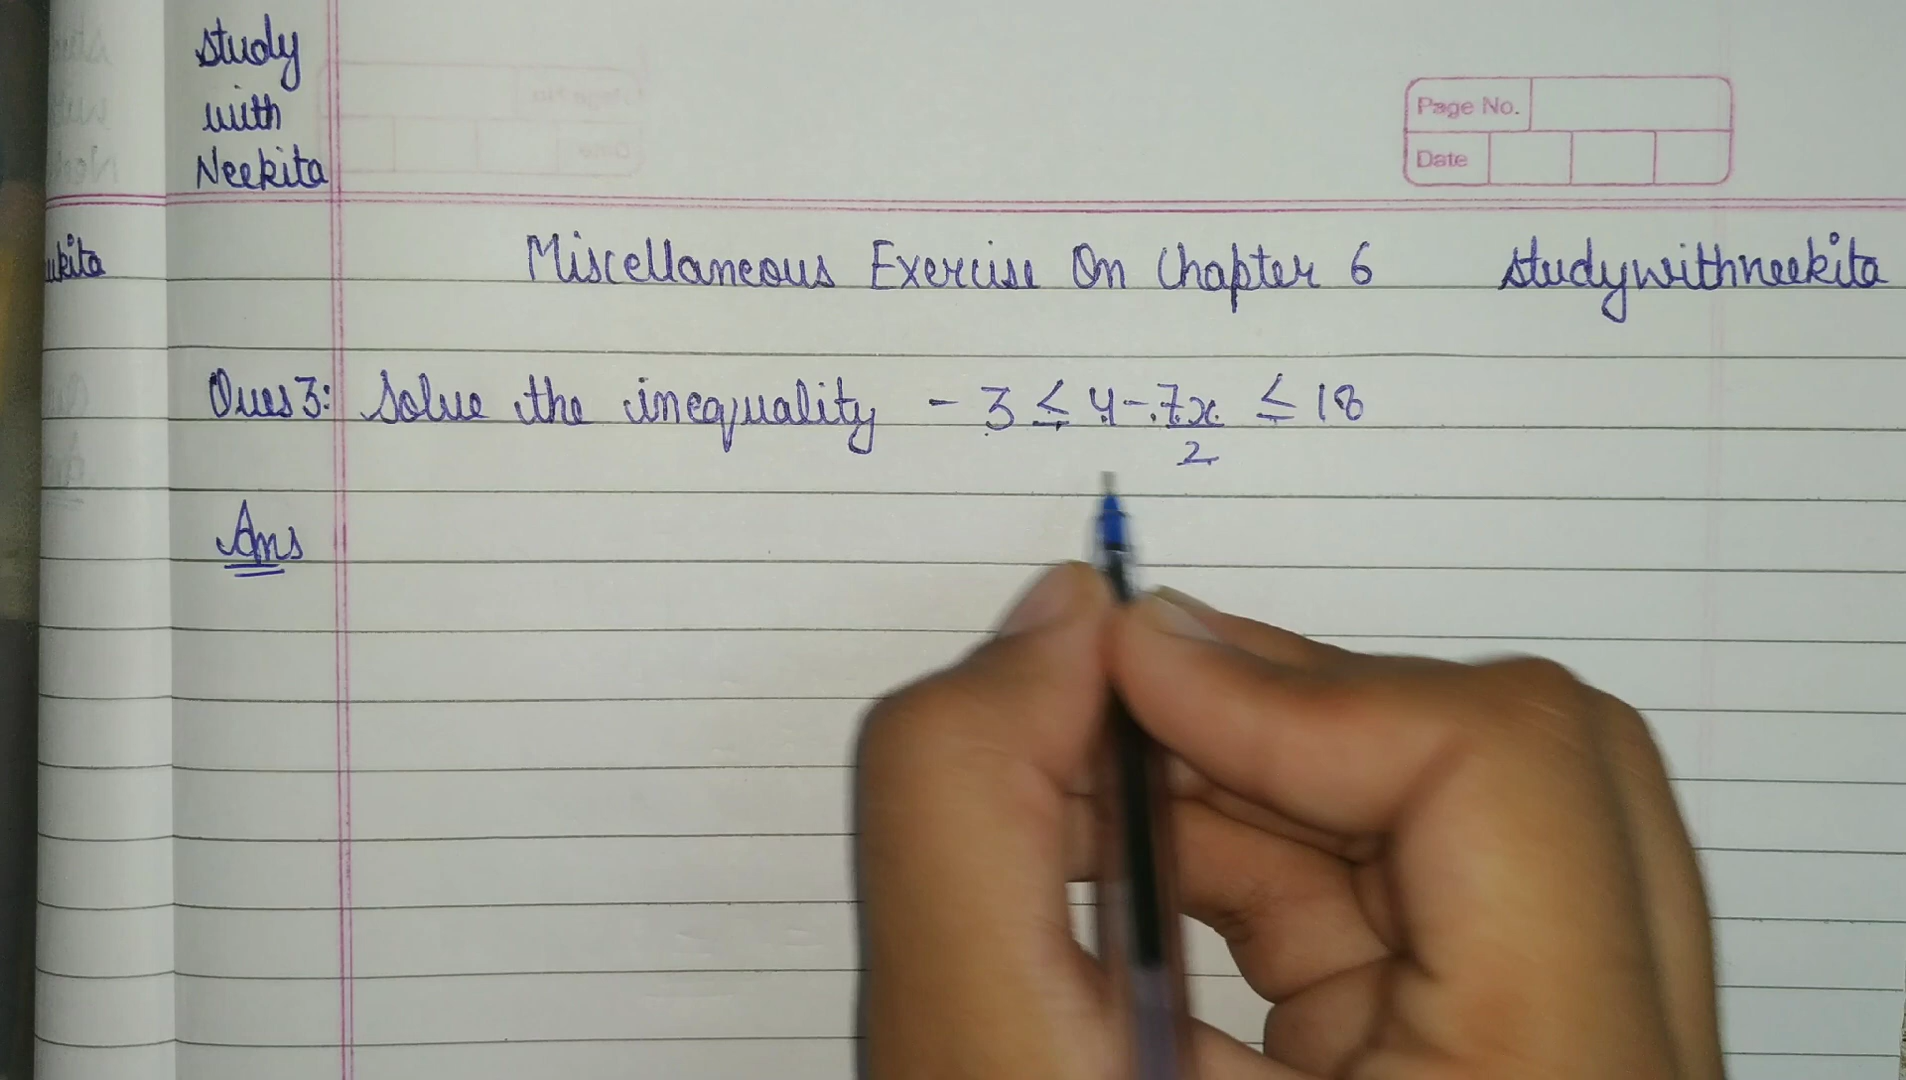 study
with
Neekita
Page No.
Date
ukita
Miscellaneous Exercise On Chapter 6 studywithneekita
Ques 3: Solve the inequality - 3 ≤ 4 - 7x/2 ≤ 18
Ans